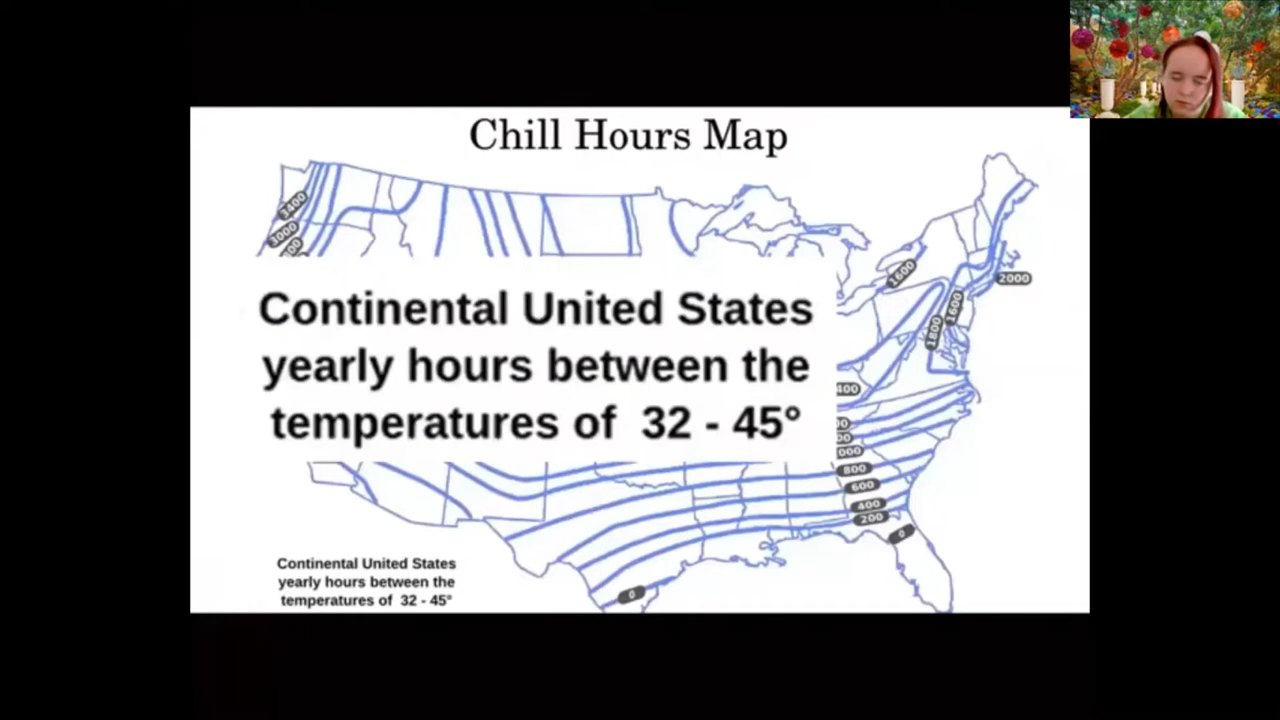 Chill Hours Map
3400
3000
1600
2000
1600
1800
Continental United States
yearly hours between the
temperatures of 32 - 45°
400
000
800
600
400
200
0
0
Continental United States
yearly hours between the
temperatures of 32 - 45°